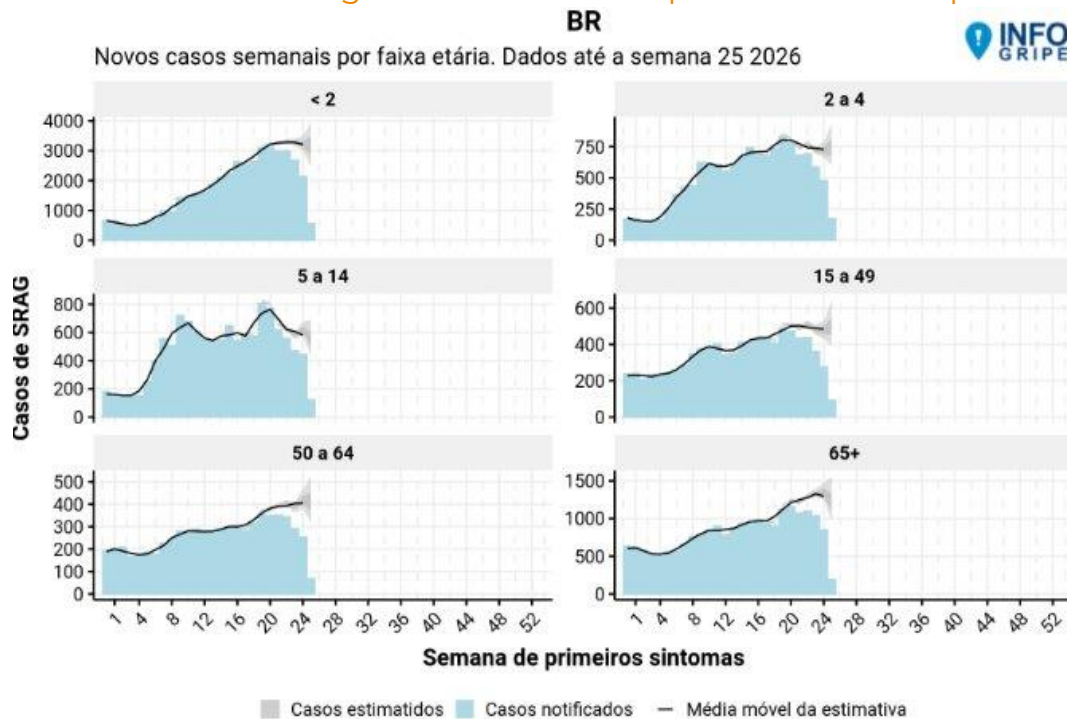 BR
INFO
GRIPE
Novos casos semanais por faixa etária. Dados até a semana 25 2026
< 2
2 a 4
4000
3000
2000
1000
0
750
500
250
0
5 a 14
15 a 49
800
600
400
200
0
600
400
200
0
50 a 64
65+
500
400
300
200
100
0
1500
1000
500
0
Casos de SRAG
1 4 8 12 16 20 24 28 32 36 40 44 48 52
1 4 8 12 16 20 24 28 32 36 40 44 48 52
Semana de primeiros sintomas
Casos estimatidos Casos notificados Média móvel da estimativa